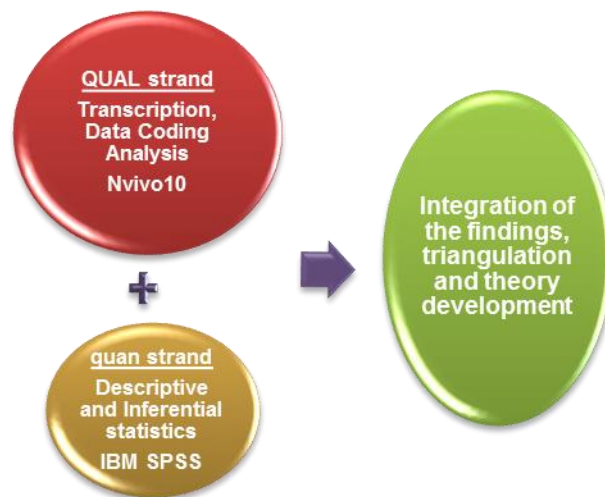 QUAL strand
Transcription,
Data Coding
Analysis
Nvivo10
+
quan strand
Descriptive
and Inferential
statistics
IBM SPSS
Integration of
the findings,
triangulation
and theory
development